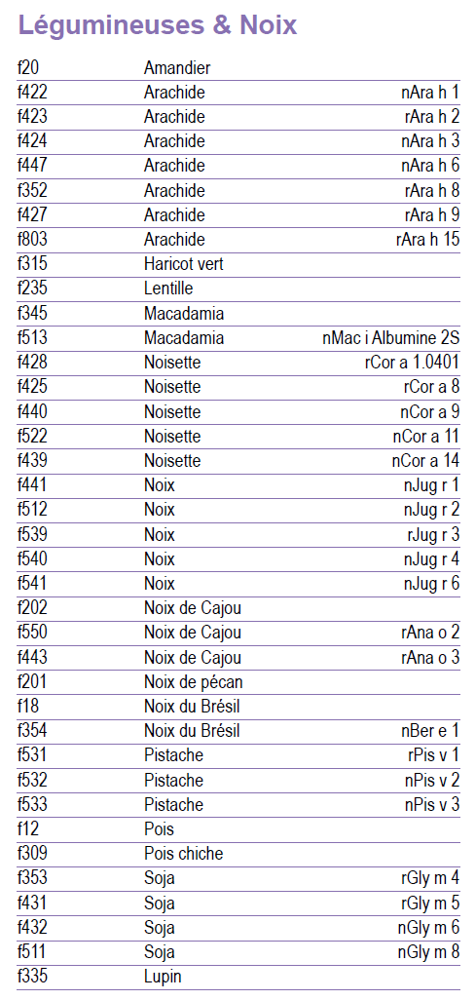 Légumineuses & Noix
f20 Amandier
f422 Arachide nAra h 1
f423 Arachide rAra h 2
f424 Arachide nAra h 3
f447 Arachide nAra h 6
f352 Arachide rAra h 8
f427 Arachide rAra h 9
f803 Arachide rAra h 15
f315 Haricot vert
f235 Lentille
f345 Macadamia
f513 Macadamia nMac i Albumine 2S
f428 Noisette rCor a 1.0401
f425 Noisette rCor a 8
f440 Noisette nCor a 9
f522 Noisette nCor a 11
f439 Noisette nCor a 14
f441 Noix nJug r 1
f512 Noix nJug r 2
f539 Noix rJug r 3
f540 Noix nJug r 4
f541 Noix nJug r 6
f202 Noix de Cajou
f550 Noix de Cajou rAna o 2
f443 Noix de Cajou rAna o 3
f201 Noix de pécan
f18 Noix du Brésil
f354 Noix du Brésil nBer e 1
f531 Pistache rPis v 1
f532 Pistache nPis v 2
f533 Pistache nPis v 3
f12 Pois
f309 Pois chiche
f353 Soja rGly m 4
f431 Soja rGly m 5
f432 Soja nGly m 6
f511 Soja nGly m 8
f335 Lupin